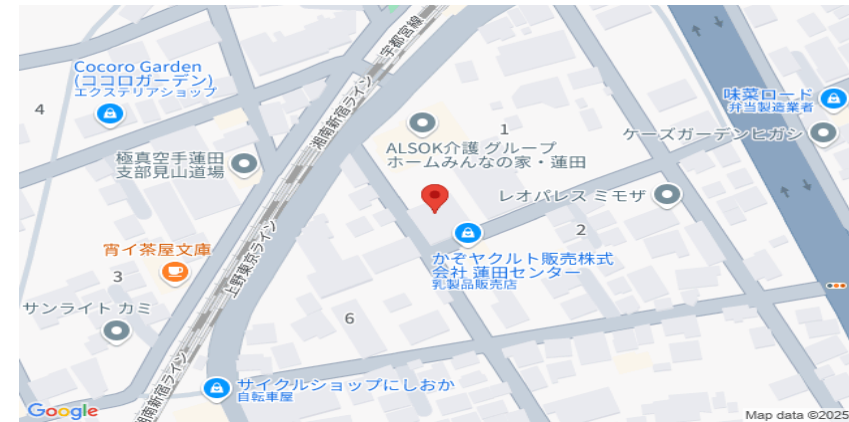 宇都宮線
Cocoro Garden
(ココロガーデン)
エクステリアショップ
4
湘南新宿ライン
味菜ロード
弁当製造業者
1
ケーズガーデンヒガシ
ALSOK介護 グループ
ホームみんなの家・蓮田
極真空手蓮田
支部見山道場
レオパレス ミモザ
2
かぞヤクルト販売株式
会社 蓮田センター
乳製品販売店
宵イ茶屋文庫
3
上野東京ライン
サンライト カミ
6
湘南新宿ライン
サイクルショップにしおか
自転車屋
Google
Map data ©2025